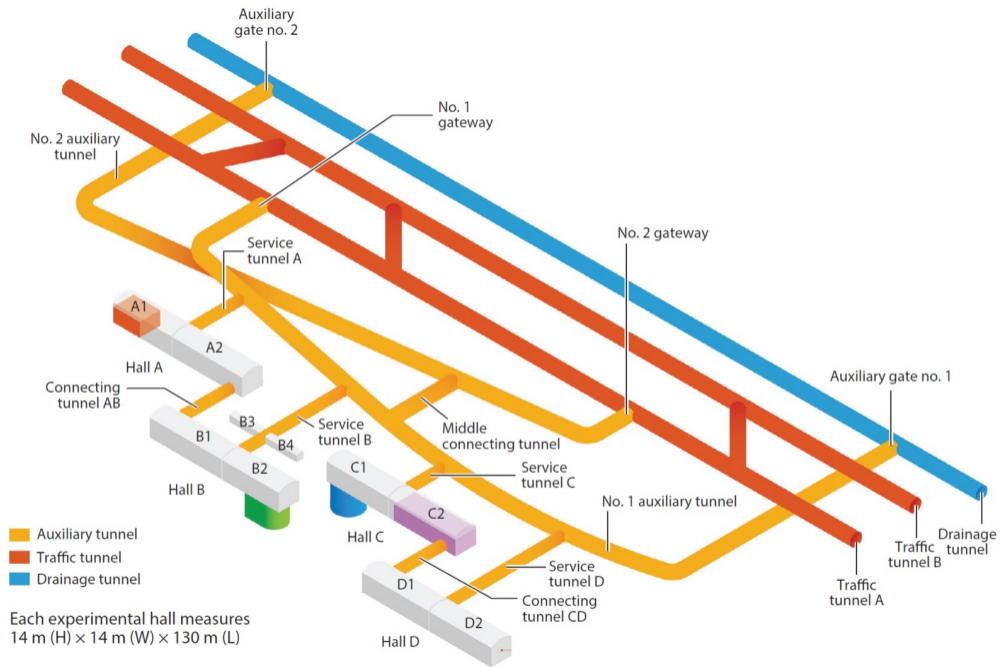 Auxiliary
gate no. 2
No. 1
gateway
No. 2 auxiliary
tunnel
Service
tunnel A
No. 2 gateway
A1
A2
Hall A
Auxiliary gate no. 1
Connecting
tunnel AB
B3
B4
B1
B2
Service
tunnel B
Middle
connecting tunnel
Hall B
C1
C2
Service
tunnel C
No. 1 auxiliary tunnel
Hall C
Auxiliary tunnel
Traffic tunnel
Drainage tunnel
Drainage
tunnel
Traffic
tunnel B
Traffic
tunnel A
Service
tunnel D
D1
D2
Connecting
tunnel CD
Hall D
Each experimental hall measures
14 m (H) × 14 m (W) × 130 m (L)